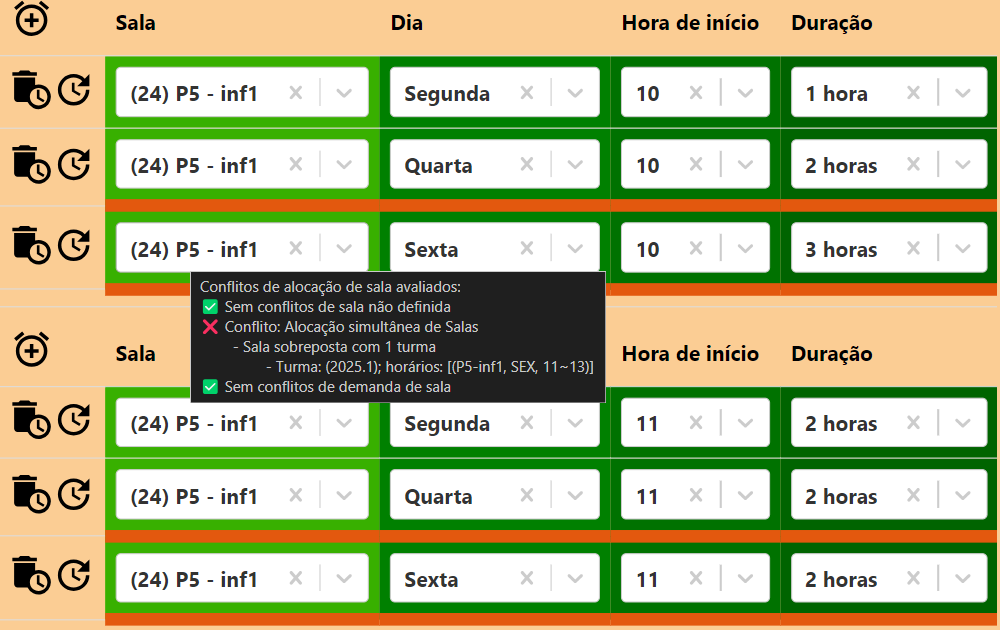 Sala Dia Hora de início Duração
(24) P5 - inf1 Segunda 10 1 hora
(24) P5 - inf1 Quarta 10 2 horas
(24) P5 - inf1 Sexta 10 3 horas
Conflitos de alocação de sala avaliados:
✅ Sem conflitos de sala não definida
❌ Conflito: Alocação simultânea de Salas
- Sala sobreposta com 1 turma
- Turma: (2025.1); horários: [(P5-inf1, SEX, 11~13)]
✅ Sem conflitos de demanda de sala
Sala Hora de início Duração
(24) P5 - inf1 Segunda 11 2 horas
(24) P5 - inf1 Quarta 11 2 horas
(24) P5 - inf1 Sexta 11 2 horas